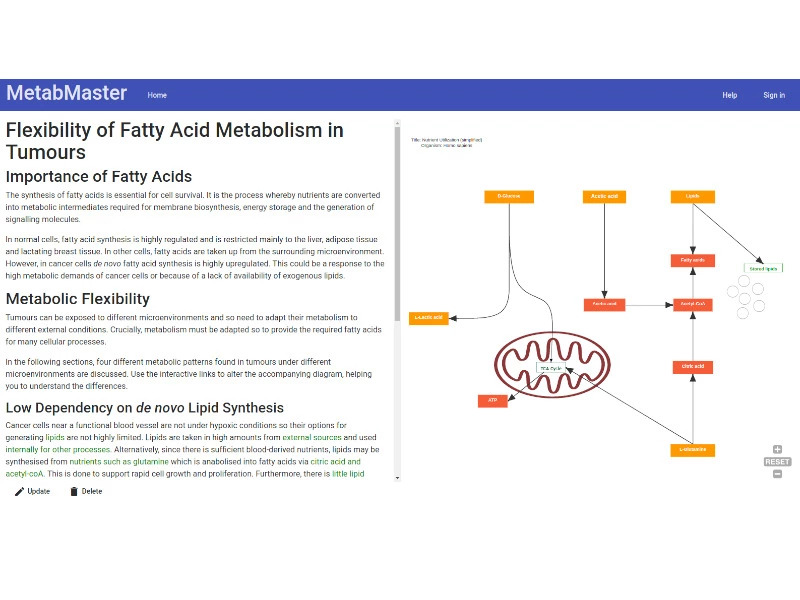 MetabMaster
Home
Help
Sign in
Flexibility of Fatty Acid Metabolism in
Tumours
Importance of Fatty Acids
The synthesis of fatty acids is essential for cell survival. It is the process whereby nutrients are converted
into metabolic intermediates required for membrane biosynthesis, energy storage and the generation of
signalling molecules.
In normal cells, fatty acid synthesis is highly regulated and is restricted mainly to the liver, adipose tissue
and lactating breast tissue. In other cells, fatty acids are taken up from the surrounding microenvironment.
However, in cancer cells de novo fatty acid synthesis is highly upregulated. This could be a response to the
high metabolic demands of cancer cells or because of a lack of availability of exogenous lipids.
Metabolic Flexibility
Tumours can be exposed to different microenvironments and so need to adapt their metabolism to
different external conditions. Crucially, metabolism must be adapted so to provide the required fatty acids
for many cellular processes.
In the following sections, four different metabolic patterns found in tumours under different
microenvironments are discussed. Use the interactive links to alter the accompanying diagram, helping
you to understand the differences.
Low Dependency on de novo Lipid Synthesis
Cancer cells near a functional blood vessel are not under hypoxic conditions so their options for
generating lipids are not highly limited. Lipids are taken in high amounts from external sources and used
internally for other processes. Alternatively, since there is sufficient blood-derived nutrients, lipids may be
synthesised from nutrients such as glutamine which is anabolised into fatty acids via citric acid and
acetyl-coA. This is done to support rapid cell growth and proliferation. Furthermore, there is little lipid
Update
Delete
Title: Nutrient Utilization (simplified)
Organism: Homo sapiens
D-Glucose
Acetic acid
Lipids
Fatty acids
Stored lipids
Acetic acid
Acetyl-CoA
L-Lactic acid
TCA Cycle
Citric acid
ATP
L-Glutamine
RESET